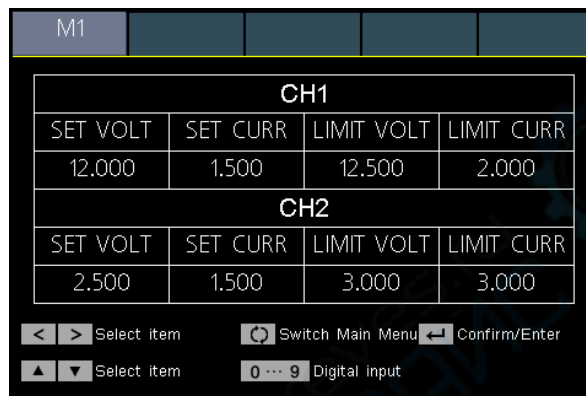 M1
CH1
SET VOLT SET CURR LIMIT VOLT LIMIT CURR
12.000 1.500 12.500 2.000
CH2
SET VOLT SET CURR LIMIT VOLT LIMIT CURR
2.500 1.500 3.000 3.000
< > Select item Switch Main Menu Confirm/Enter
▲ ▼ Select item 0 ··· 9 Digital input